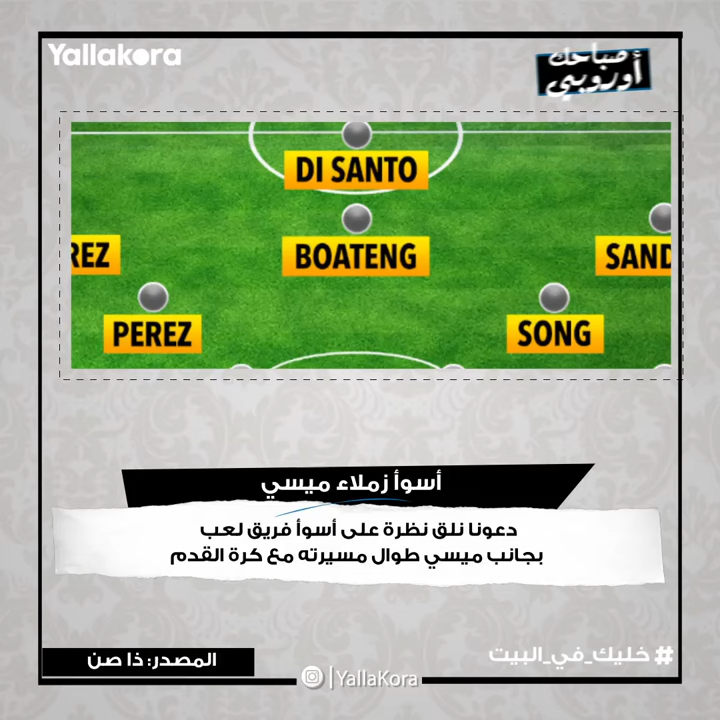 Yallakora
صباحك
أوروبي
DI SANTO
BOATENG
REZ
SAND
PEREZ
SONG
أسوأ زملاء ميسي
دعونا نلق نظرة على أسوأ فريق لعب
بجانب ميسي طوال مسيرته مع كرة القدم
المصدر: ذا صن
#خليك_في_البيت
YallaKora